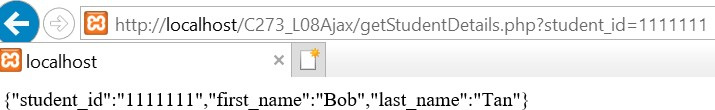 http://localhost/C273_L08Ajax/getStudentDetails.php?student_id=1111111
localhost
{"student_id":"1111111","first_name":"Bob","last_name":"Tan"}